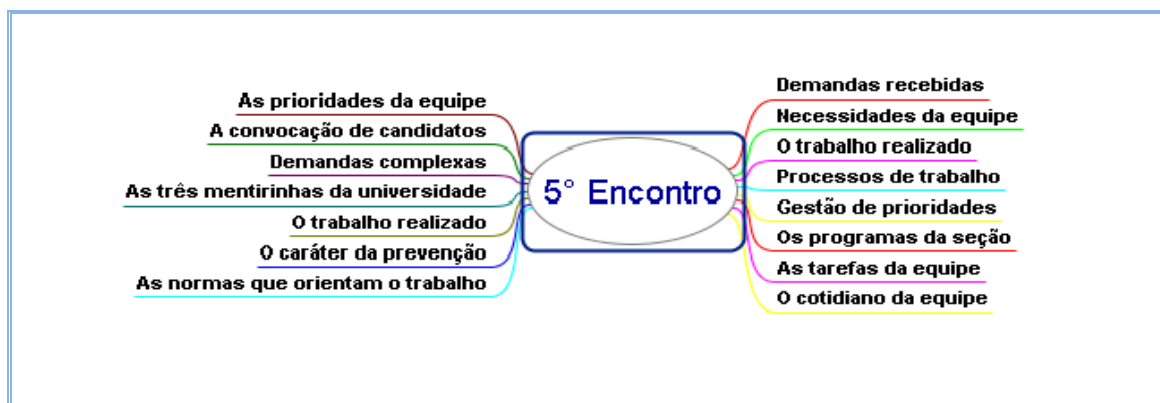 As prioridades da equipe
A convocação de candidatos
Demandas complexas
As três mentirinhas da universidade
O trabalho realizado
O caráter da prevenção
As normas que orientam o trabalho
5° Encontro
Demandas recebidas
Necessidades da equipe
O trabalho realizado
Processos de trabalho
Gestão de prioridades
Os programas da seção
As tarefas da equipe
O cotidiano da equipe